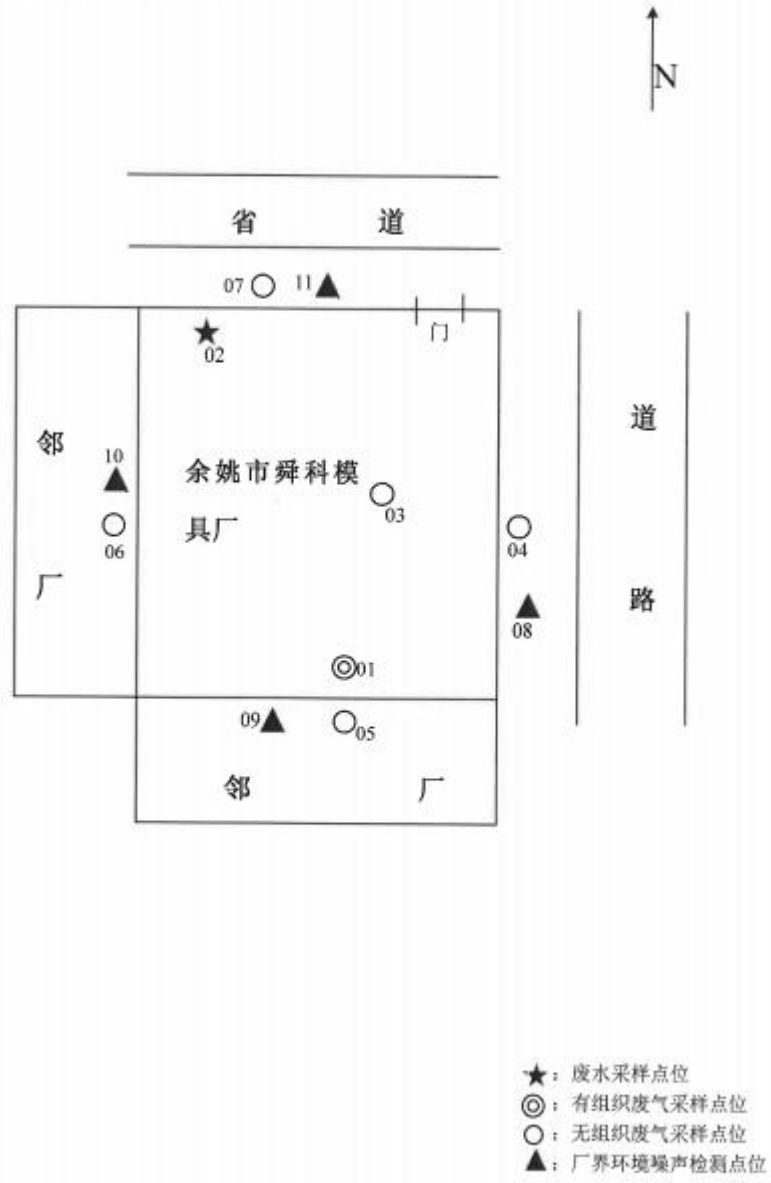 N
省 道
07 11
门
02
邻
10
余姚市舜科模
03
具厂
04
06
厂
道
路
08
01
09 05
邻 厂
★：废水采样点位
◎：有组织废气采样点位
○：无组织废气采样点位
▲：厂界环境噪声检测点位